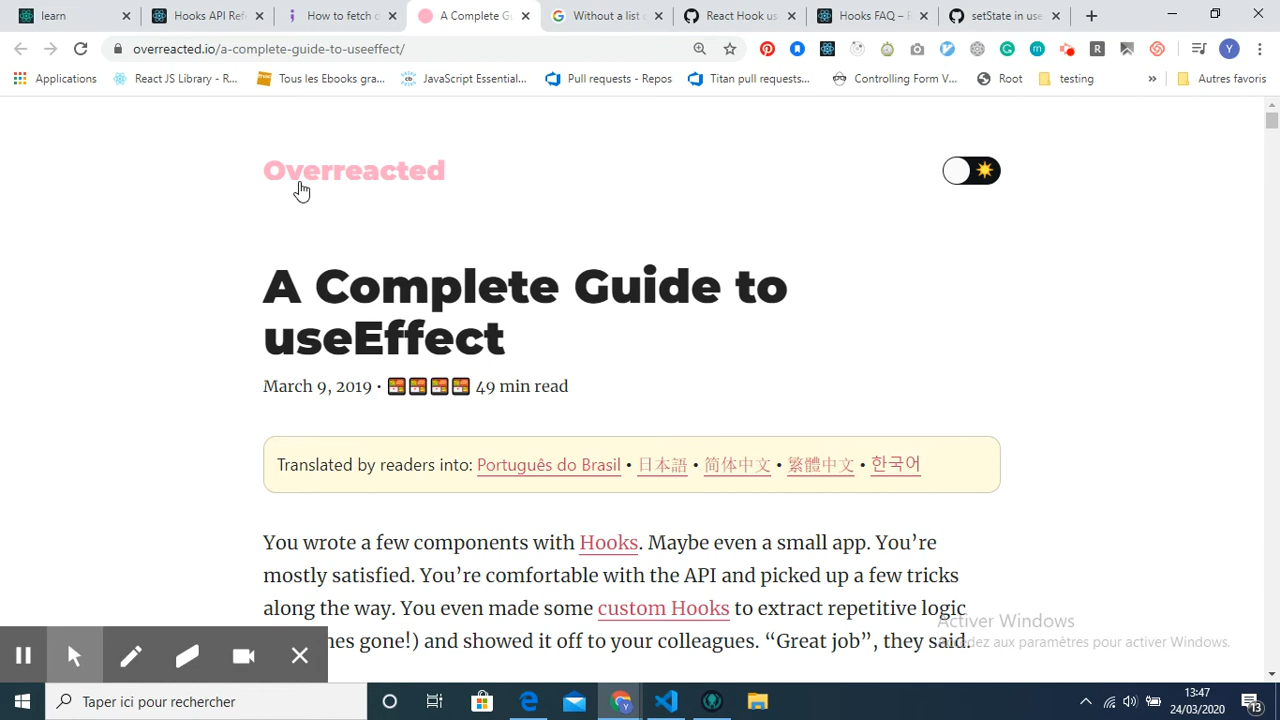 learn
Hooks API Ref
How to fetch d
A Complete Gu
Without a list o
React Hook us
Hooks FAQ – R
setState in use
overreacted.io/a-complete-guide-to-useeffect/
Applications
React JS Library - R...
Tous les Ebooks gra...
JavaScript Essential...
Pull requests - Repos
Titan pull requests...
Controlling Form V...
Root
testing
»
Autres favoris
Overreacted
A Complete Guide to
useEffect
March 9, 2019 • 49 min read
Translated by readers into: Português do Brasil • 日本語 • 简体中文 • 繁體中文 • 한국어
You wrote a few components with Hooks. Maybe even a small app. You’re
mostly satisfied. You’re comfortable with the API and picked up a few tricks
along the way. You even made some custom Hooks to extract repetitive logic
nes gone!) and showed it off to your colleagues. “Great job”, they said.
Activer Windows
dez aux paramètres pour activer Windows.
Taper ici pour rechercher
13:47
24/03/2020
13